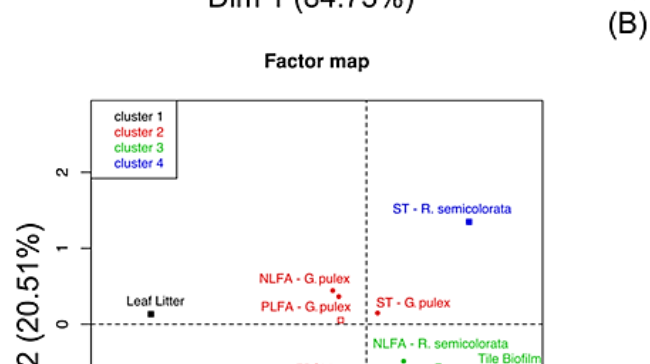 (B)
Factor map
cluster 1
cluster 2
cluster 3
cluster 4
2
ST - R. semicolorata
1
NLFA - G. pulex
Leaf Litter
PLFA - G. pulex
ST - G. pulex
0
NLFA - R. semicolorata
Tile Biofilm
2 (20.51%)